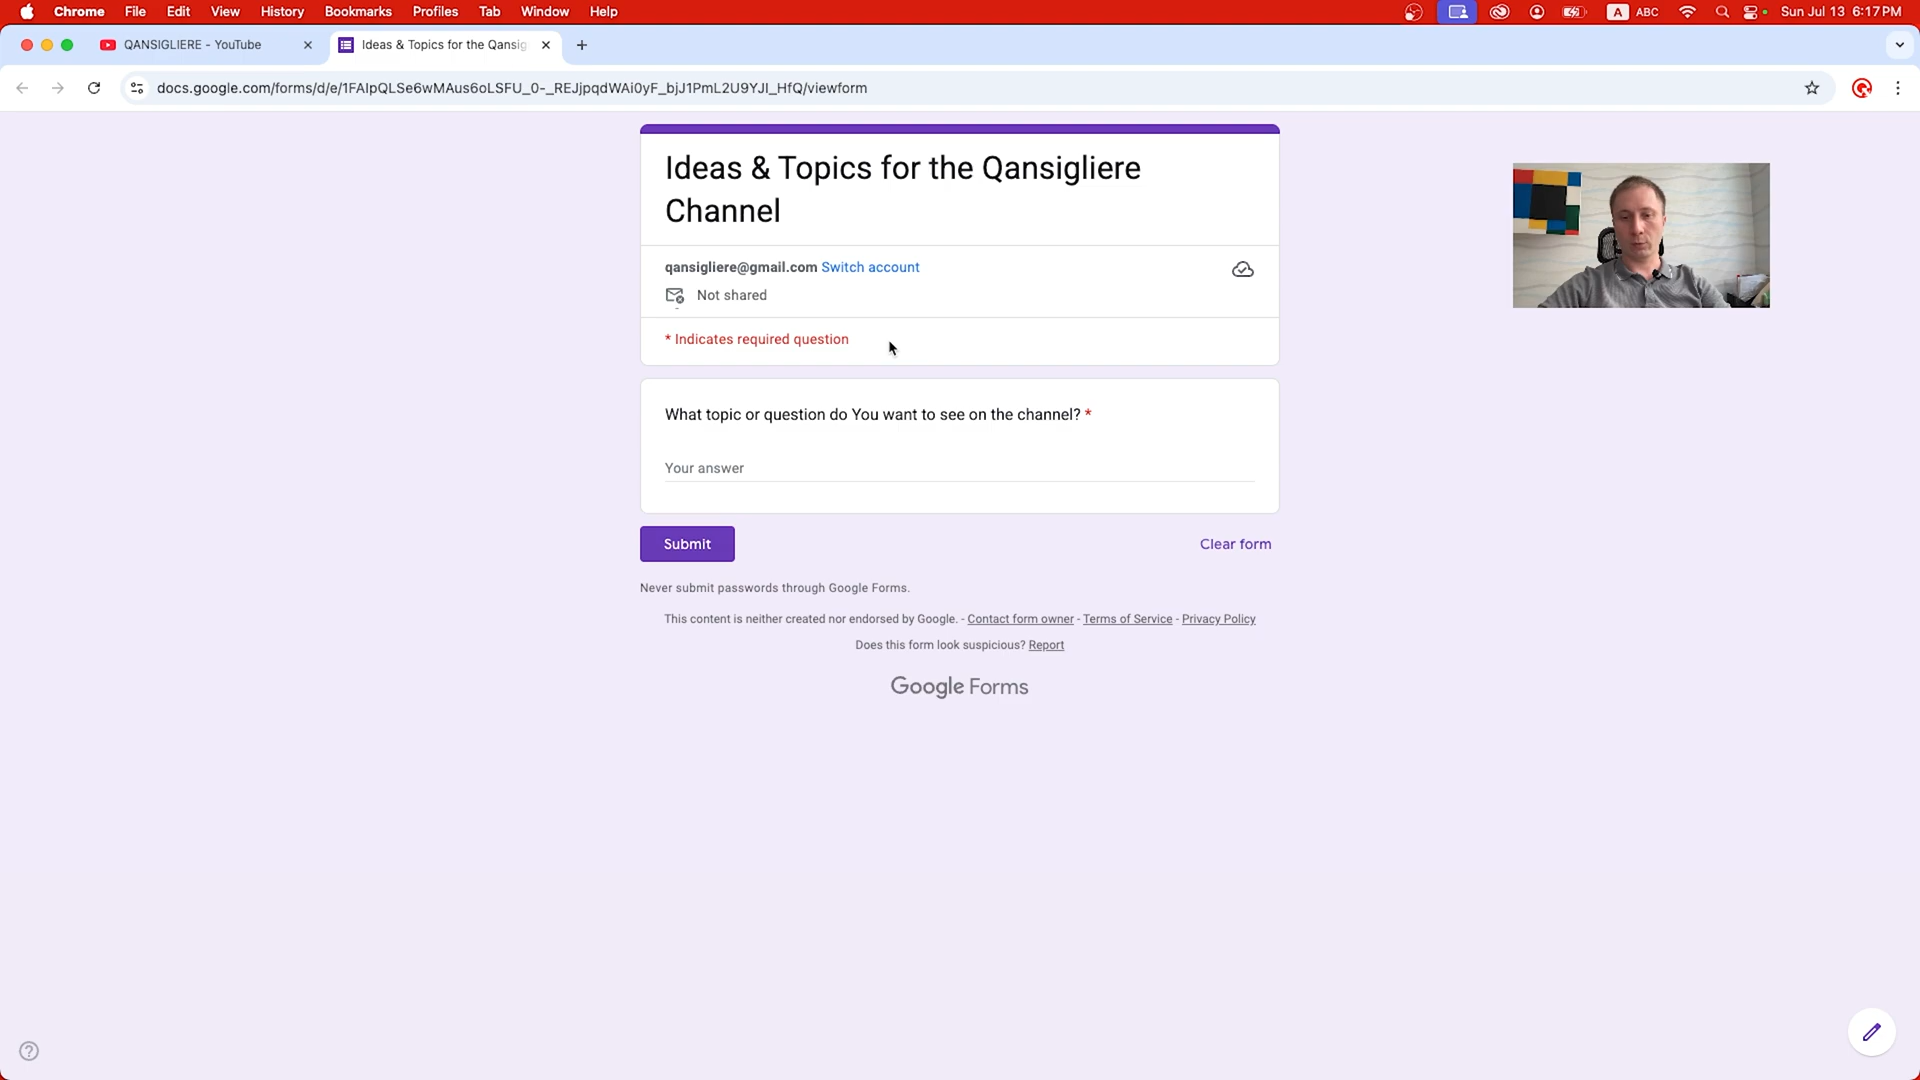 Chrome File Edit View History Bookmarks Profiles Tab Window Help A ABC Sun Jul 13 6:17 PM
QANSIGLIERE - YouTube Ideas & Topics for the Qansig
docs.google.com/forms/d/e/1FAIpQLSe6wMAus6oLSFU_0-_REJjpqdWAi0yF_bjJ1PmL2U9YJI_HfQ/viewform
Ideas & Topics for the Qansigliere
Channel
qansigliere@gmail.com Switch account
Not shared
* Indicates required question
What topic or question do You want to see on the channel? *
Your answer
Submit Clear form
Never submit passwords through Google Forms.
This content is neither created nor endorsed by Google. - Contact form owner - Terms of Service - Privacy Policy
Does this form look suspicious? Report
Google Forms